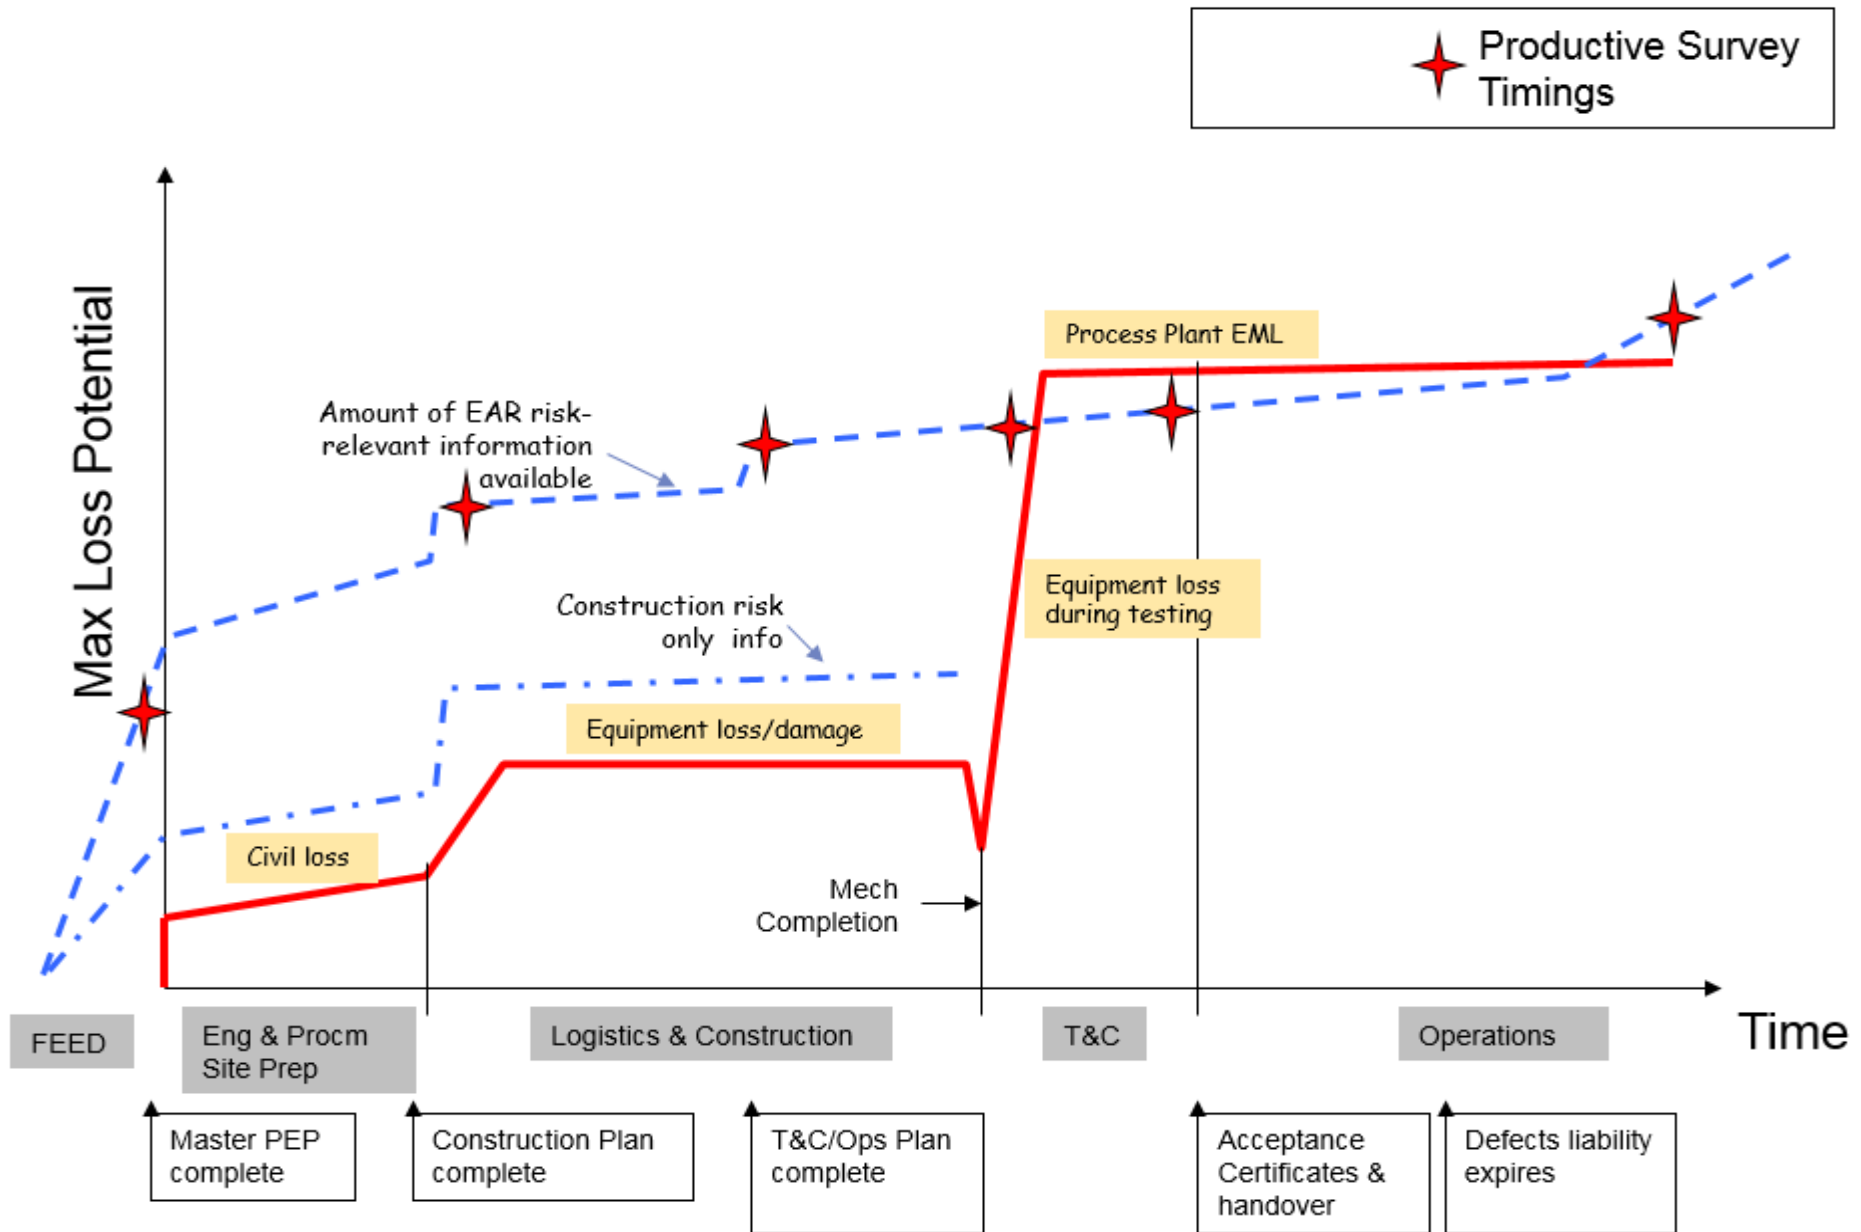 Productive Survey
Timings
Max Loss Potential
Process Plant EML
Amount of EAR risk-
relevant information
available
Equipment loss
during testing
Construction risk
only info
Equipment loss/damage
Civil loss
Mech
Completion
FEED
Eng & Procm
Site Prep
Logistics & Construction
T&C
Operations
Time
Master PEP
complete
Construction Plan
complete
T&C/Ops Plan
complete
Acceptance
Certificates &
handover
Defects liability
expires